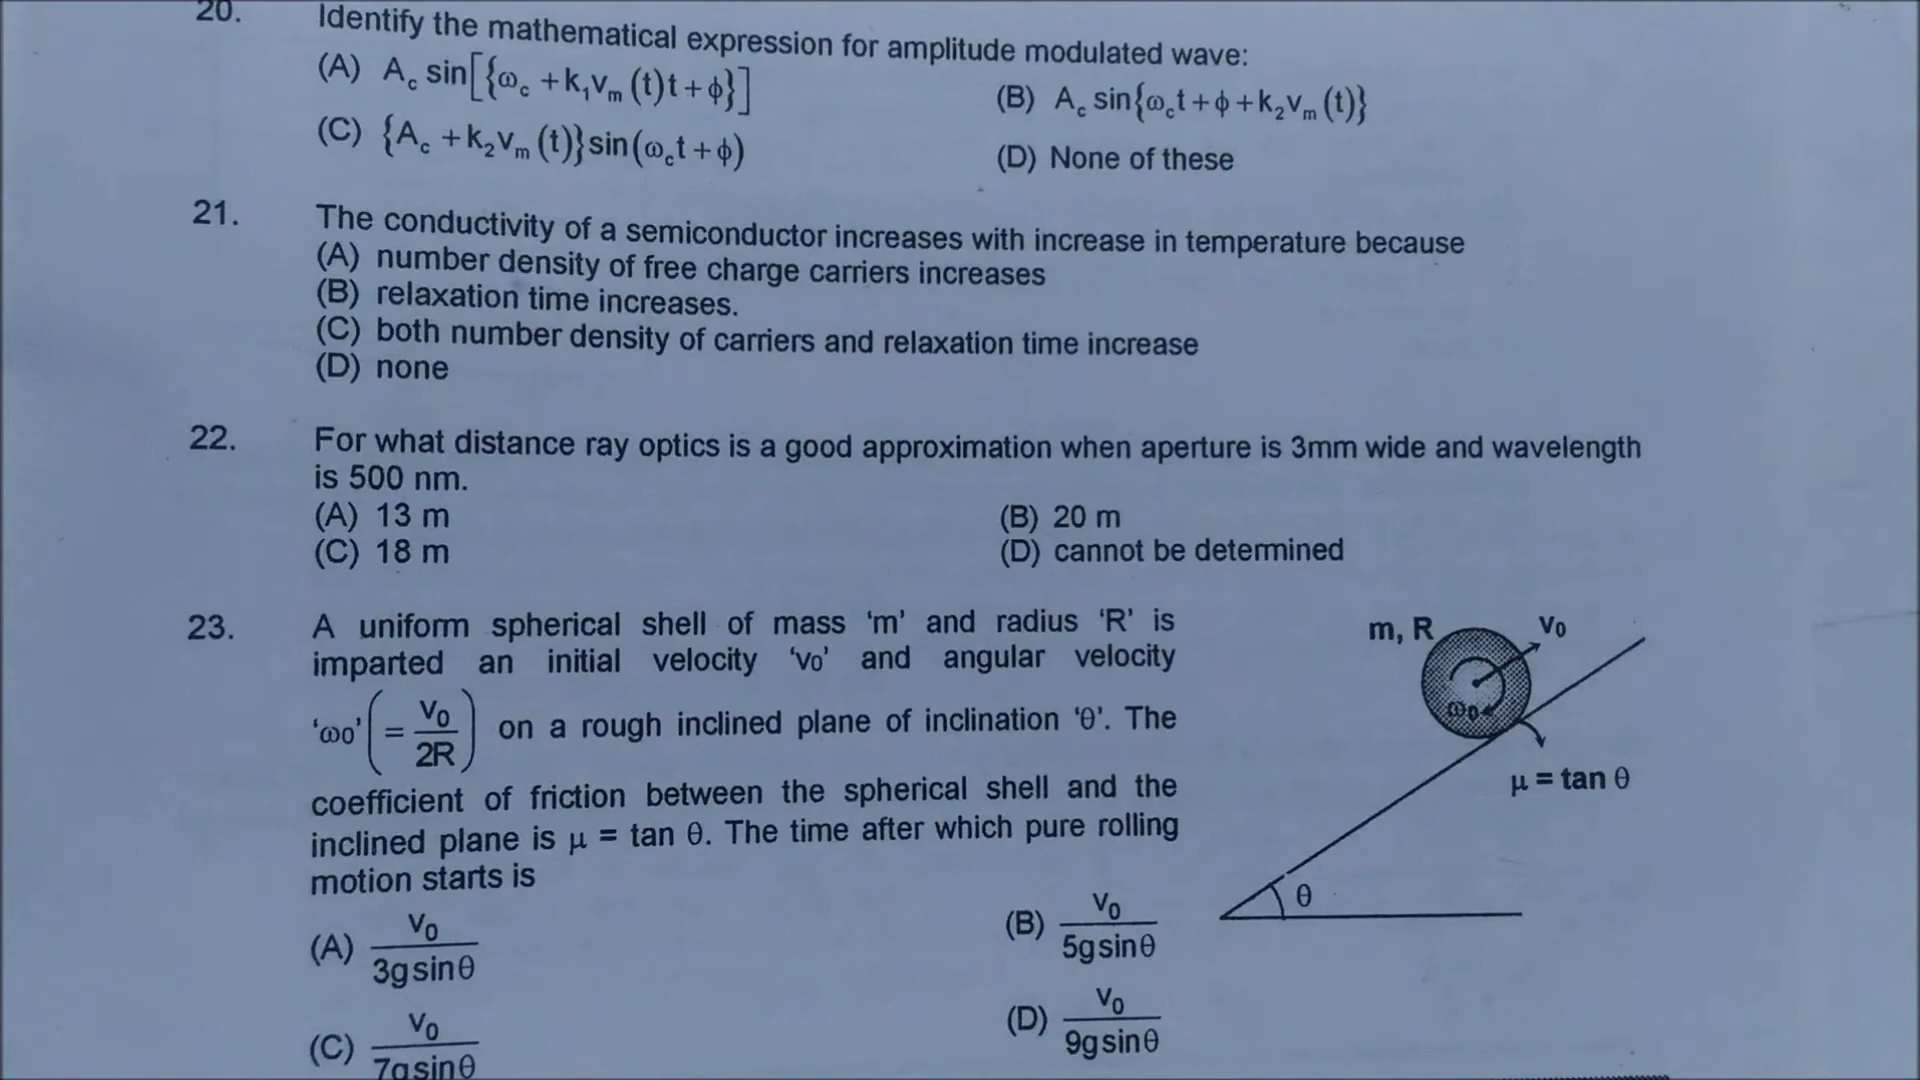 20. Identify the mathematical expression for amplitude modulated wave:
(A) A_c sin[{ω_c + k₁v_m (t)t + ϕ}] (B) A_c sin{ω_c t + ϕ + k₂v_m (t)}
(C) {A_c + k₂v_m (t)}sin(ω_c t + ϕ) (D) None of these
21. The conductivity of a semiconductor increases with increase in temperature because
(A) number density of free charge carriers increases
(B) relaxation time increases.
(C) both number density of carriers and relaxation time increase
(D) none
22. For what distance ray optics is a good approximation when aperture is 3mm wide and wavelength
is 500 nm.
(A) 13 m (B) 20 m
(C) 18 m (D) cannot be determined
23. A uniform spherical shell of mass 'm' and radius 'R' is
imparted an initial velocity 'v₀' and angular velocity
'ω₀' (= v₀/2R) on a rough inclined plane of inclination 'θ'. The
coefficient of friction between the spherical shell and the
inclined plane is μ = tan θ. The time after which pure rolling
motion starts is
m, R
v₀
ω₀
μ = tan θ
θ
(A) v₀/3g sinθ (B) v₀/5g sinθ
(C) v₀/7g sinθ (D) v₀/9g sinθ